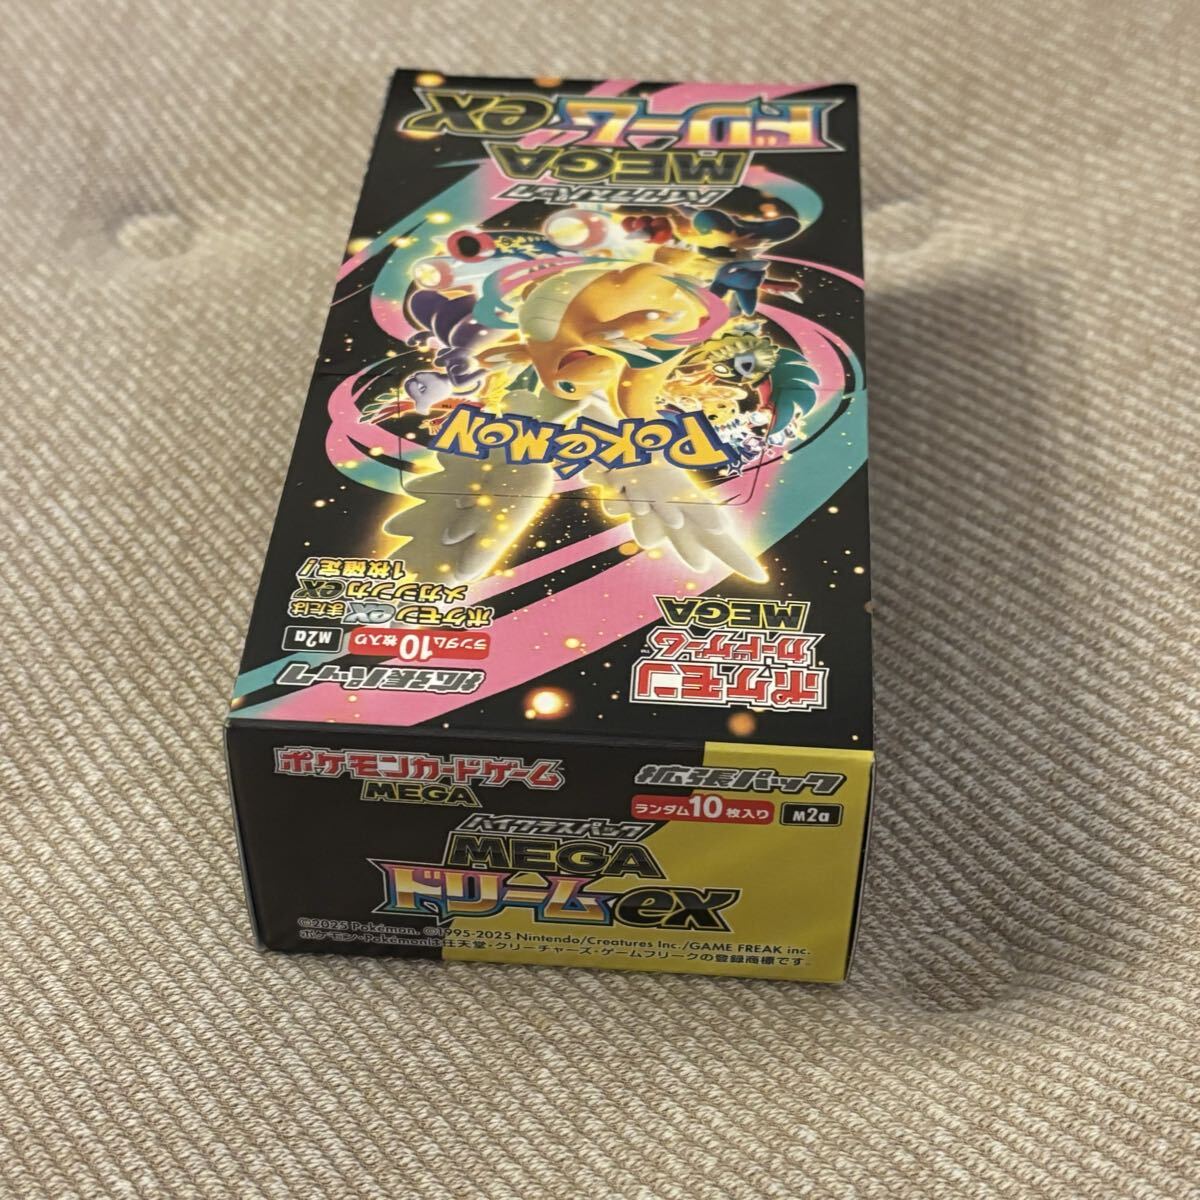 ドリームex
MEGA
ハイクラスパック
POKéMON™
ポケモンexまたは
メガシンカex
1枚確定!
ランダム10枚入り
M2a
拡張パック
ポケモン
カードゲーム
MEGA
ポケモンカードゲーム
MEGA
拡張パック
ランダム10枚入り
M2a
ハイクラスパック
MEGA
ドリームex
©2025 Pokémon. ©1995-2025 Nintendo/Creatures Inc./GAME FREAK inc.
ポケモン・Pokémonは任天堂・クリーチャーズ・ゲームフリークの登録商標です。